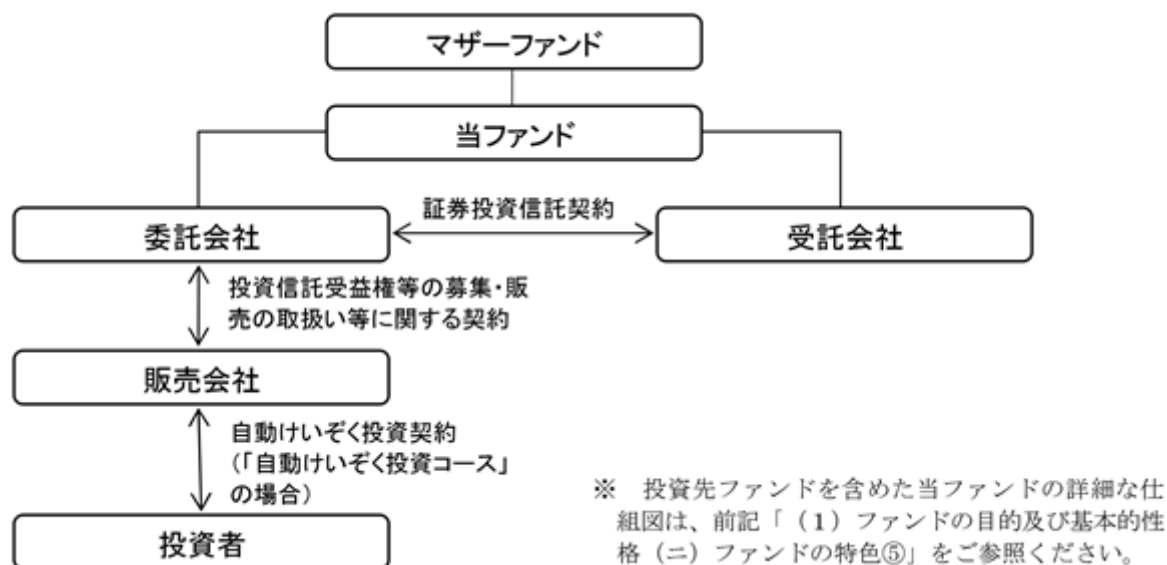 マザーファンド
当ファンド
委託会社
証券投資信託契約
受託会社
投資信託受益権等の募集・販
売の取扱い等に関する契約
販売会社
自動けいぞく投資契約
(「自動けいぞく投資コース」
の場合)
投資者
※ 投資先ファンドを含めた当ファンドの詳細な仕
組図は、前記「(1)ファンドの目的及び基本的性
格(ニ)ファンドの特色⑤」をご参照ください。